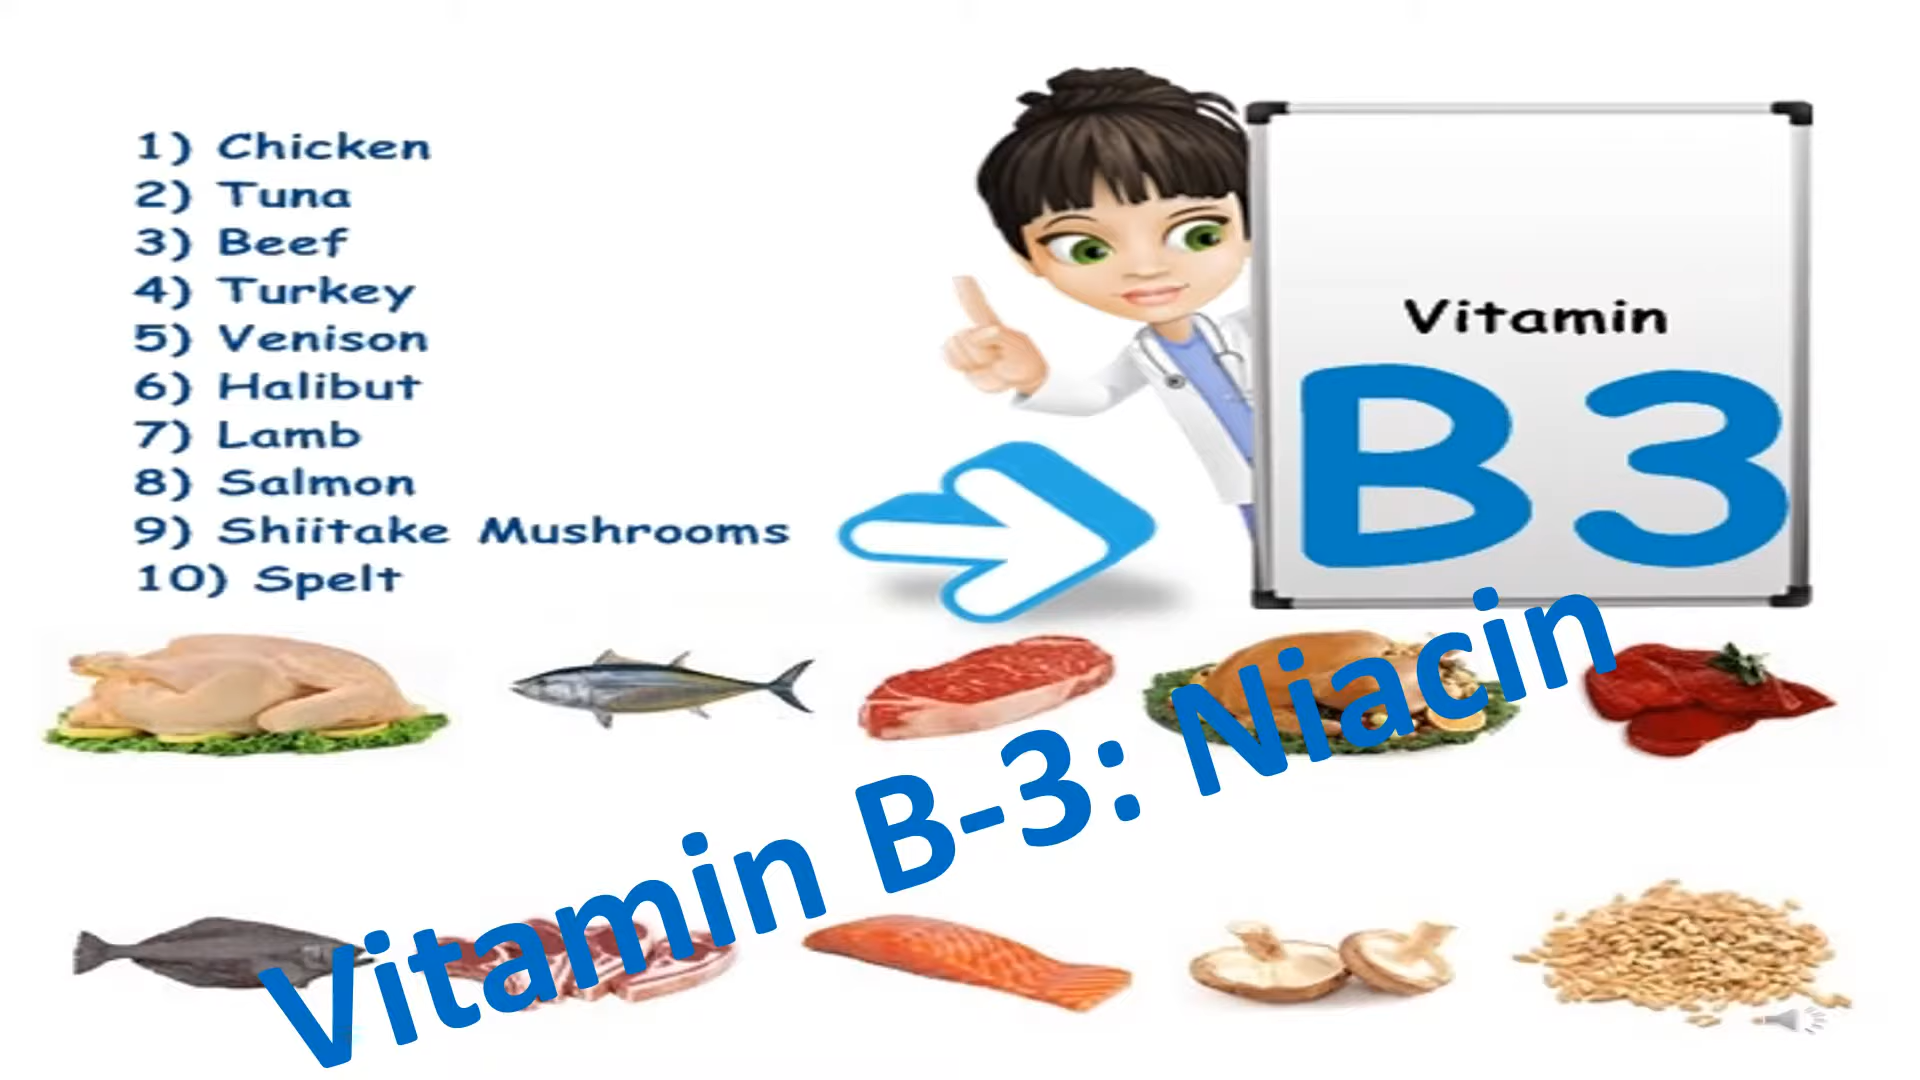 1) Chicken
2) Tuna
3) Beef
4) Turkey
5) Venison
6) Halibut
7) Lamb
8) Salmon
9) Shiitake Mushrooms
10) Spelt
Vitamin
B3
Vitamin B-3: Niacin